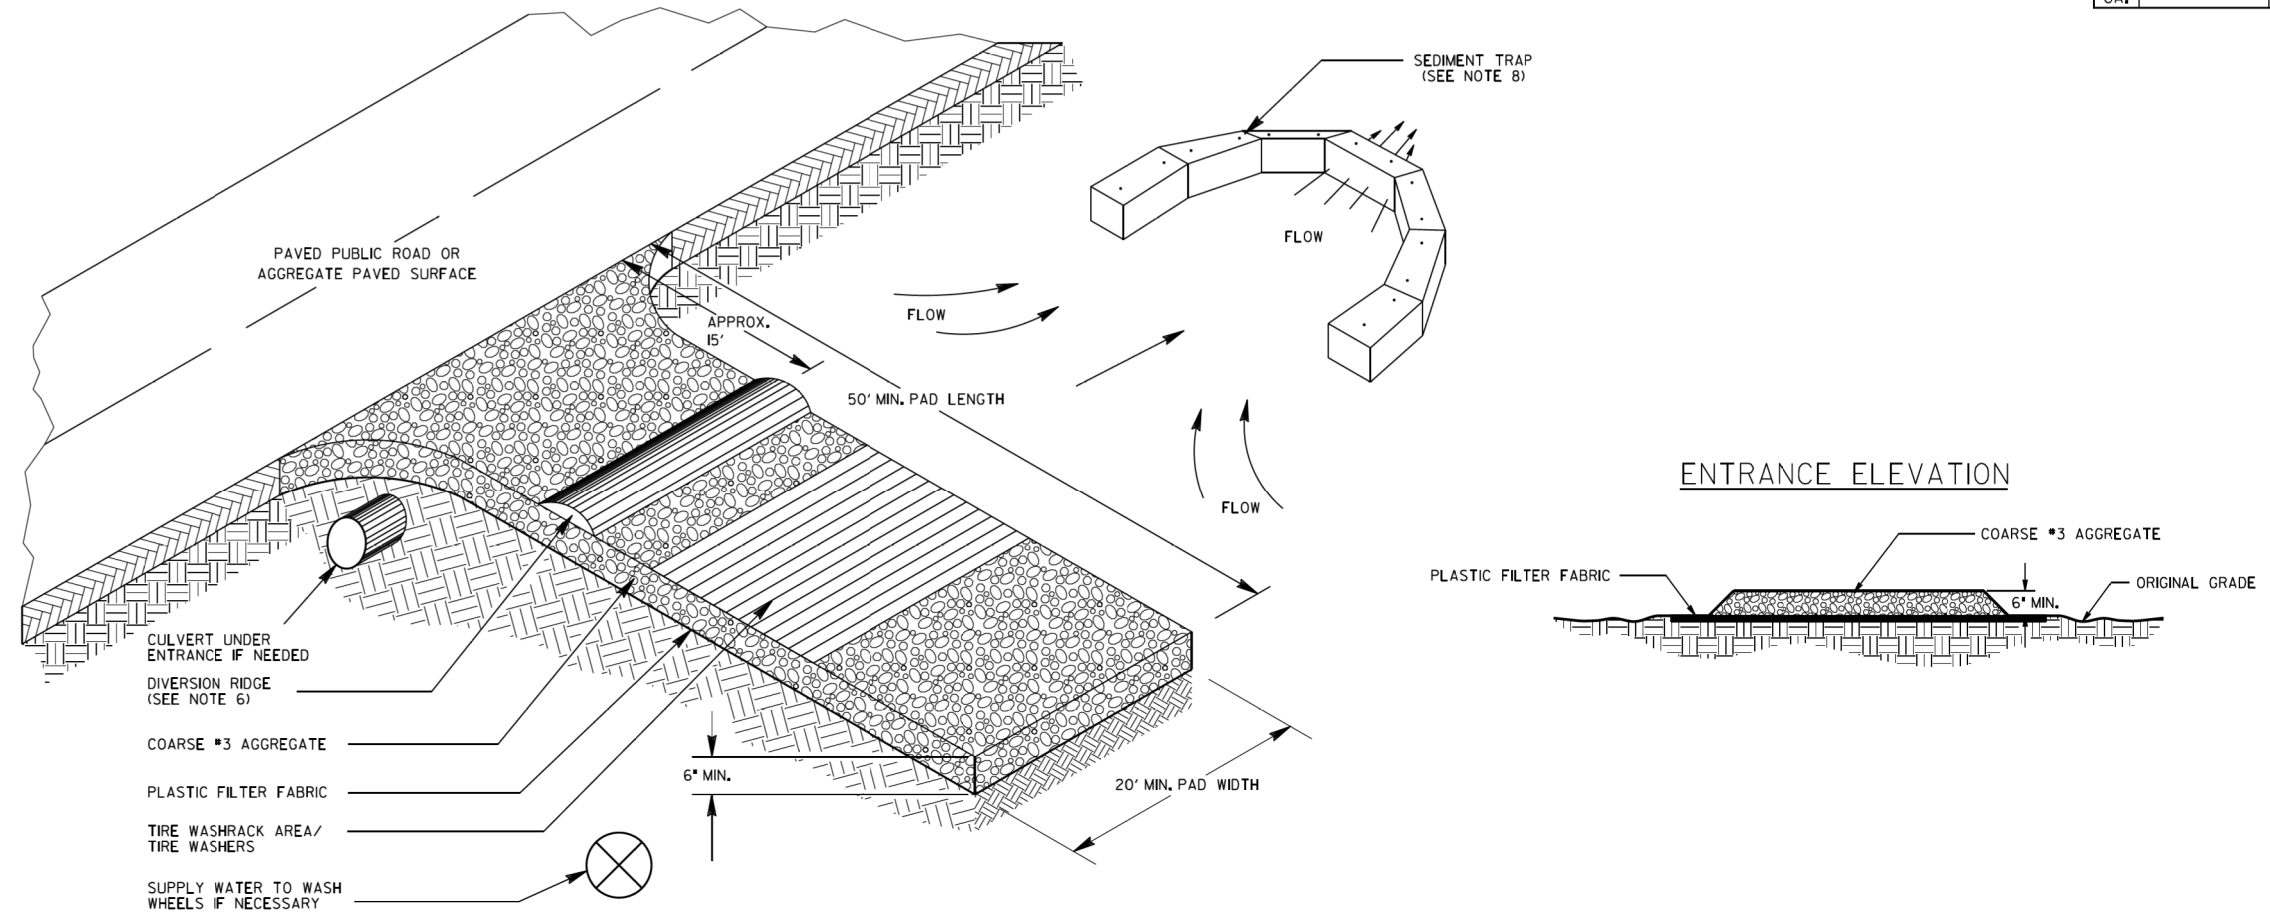 SEDIMENT TRAP
(SEE NOTE 8)
PAVED PUBLIC ROAD OR
AGGREGATE PAVED SURFACE
FLOW
FLOW
APPROX.
15'
50' MIN. PAD LENGTH
FLOW
ENTRANCE ELEVATION
COARSE #3 AGGREGATE
PLASTIC FILTER FABRIC
ORIGINAL GRADE
6" MIN.
CULVERT UNDER
ENTRANCE IF NEEDED
DIVERSION RIDGE
(SEE NOTE 6)
COARSE #3 AGGREGATE
6" MIN.
20' MIN. PAD WIDTH
PLASTIC FILTER FABRIC
TIRE WASHRACK AREA/
TIRE WASHERS
SUPPLY WATER TO WASH
WHEELS IF NECESSARY